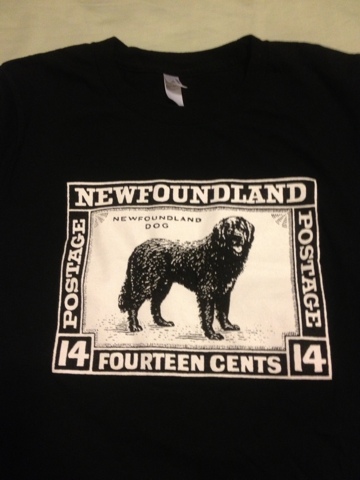 NEWFOUNDLAND
NEWFOUNDLAND
DOG
POSTAGE
POSTAGE
14 FOURTEEN CENTS 14